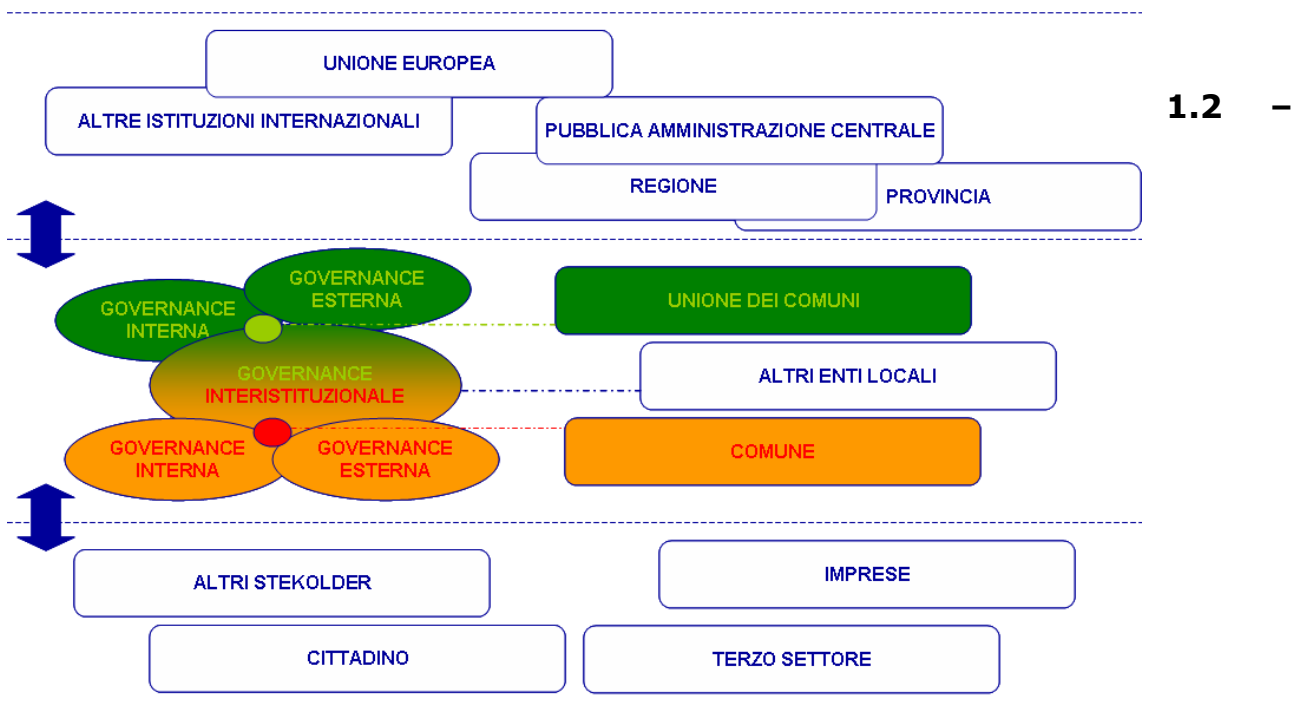 UNIONE EUROPEA
ALTRE ISTITUZIONI INTERNAZIONALI
PUBBLICA AMMINISTRAZIONE CENTRALE
REGIONE
PROVINCIA
1.2 –
GOVERNANCE
ESTERNA
GOVERNANCE
INTERNA
UNIONE DEI COMUNI
GOVERNANCE
INTERISTITUZIONALE
ALTRI ENTI LOCALI
GOVERNANCE
INTERNA
GOVERNANCE
ESTERNA
COMUNE
ALTRI STEKOLDER
IMPRESE
CITTADINO
TERZO SETTORE